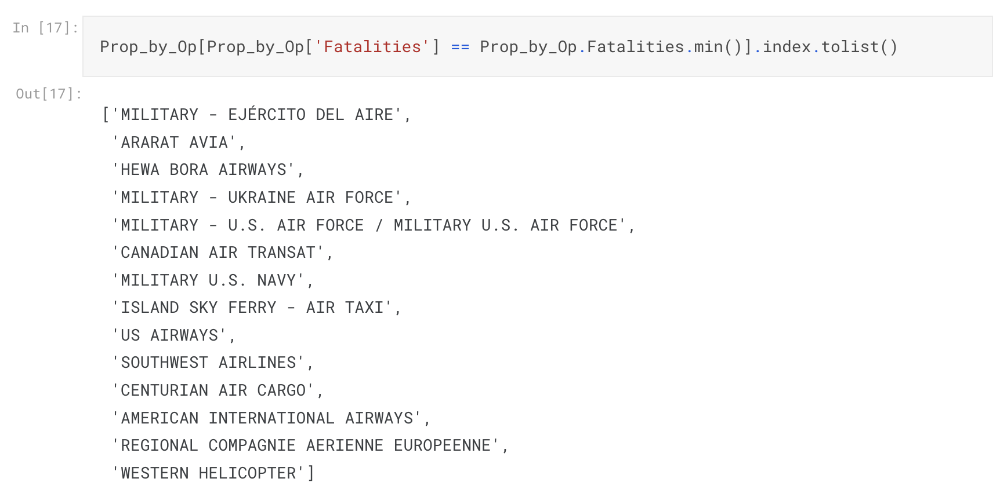 In [17]:
Prop_by_Op[Prop_by_Op['Fatalities'] == Prop_by_Op.Fatalities.min()].index.tolist()
Out[17]:
['MILITARY - EJÉRCITO DEL AIRE',
'ARARAT AVIA',
'HEWA BORA AIRWAYS',
'MILITARY - UKRAINE AIR FORCE',
'MILITARY - U.S. AIR FORCE / MILITARY U.S. AIR FORCE',
'CANADIAN AIR TRANSAT',
'MILITARY U.S. NAVY',
'ISLAND SKY FERRY - AIR TAXI',
'US AIRWAYS',
'SOUTHWEST AIRLINES',
'CENTURIAN AIR CARGO',
'AMERICAN INTERNATIONAL AIRWAYS',
'REGIONAL COMPAGNIE AERIENNE EUROPEENNE',
'WESTERN HELICOPTER']